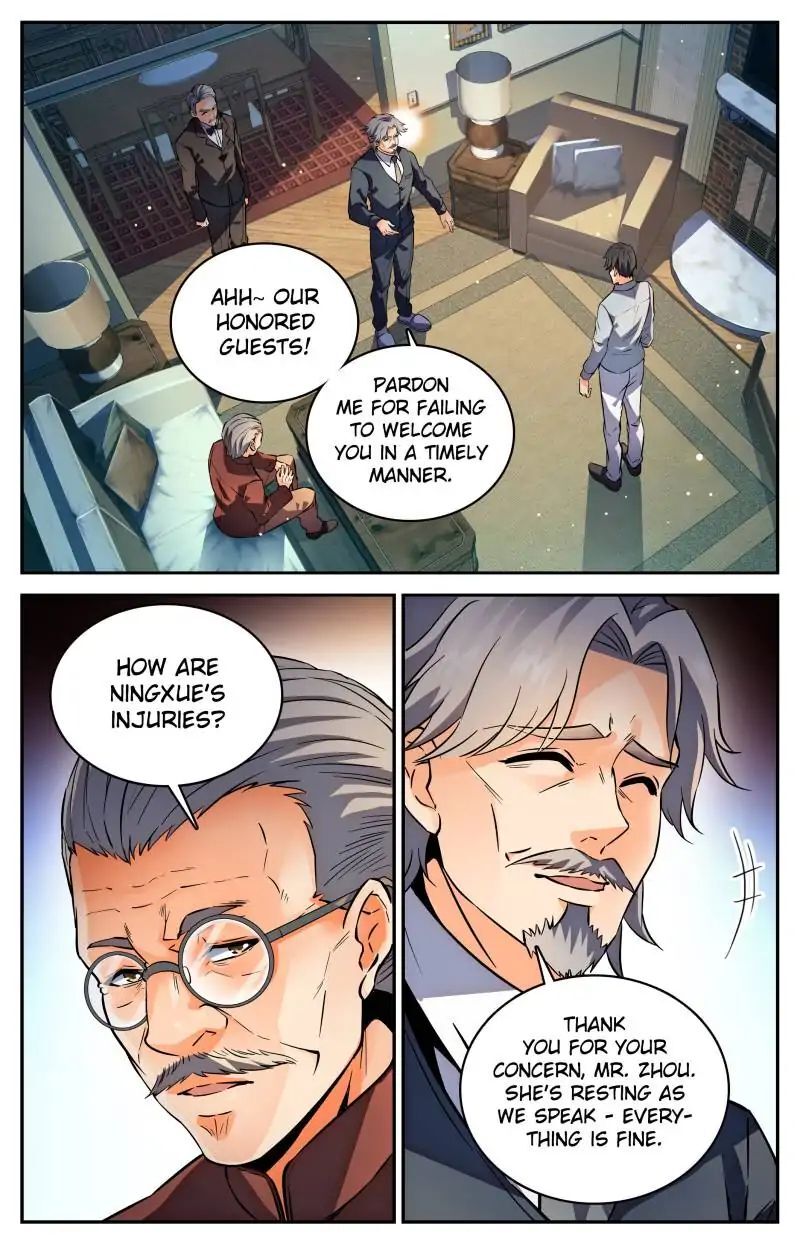 AHH~ OUR
HONORED
GUESTS!
PARDON
ME FOR FAILING
TO WELCOME
YOU IN A TIMELY
MANNER.
HOW ARE
NINGXUE'S
INJURIES?
THANK
YOU FOR YOUR
CONCERN, MR. ZHOU.
SHE'S RESTING AS
WE SPEAK - EVERY-
THING IS FINE.